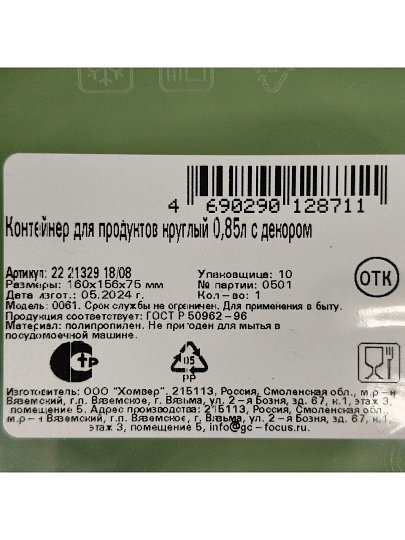 4 690290 128711
Контейнер для продуктов круглый 0,85л с декором
Артикул: 22 21329 18/08
Упаковщица: 10
Размеры: 160x156x75 мм
№ партии: 0501
Дата изгот.: 05.2024 г.
Кол-во: 1
ОТК
Модель: 0061. Срок службы не ограничен. Для применения в быту.
Продукция соответствует: ГОСТ Р 50962-96
Материал: полипропилен. Не пригоден для мытья в
посудомоечной машине.
05
PP
Изготовитель: ООО "Хомвер". 215113, Россия, Смоленская обл., м.р-н
Вяземский, г.п. Вяземское, г. Вязьма, ул. 2-я Бозня, зд. 67, к.1, этаж 3,
помещение 5. Адрес производства: 215113, Россия, Смоленская обл.,
м.р-н Вяземский, г.п. Вяземское, г. Вязьма, ул. 2-я Бозня, зд. 67, к.1,
этаж 3, помещение 5, info@gc-focus.ru.